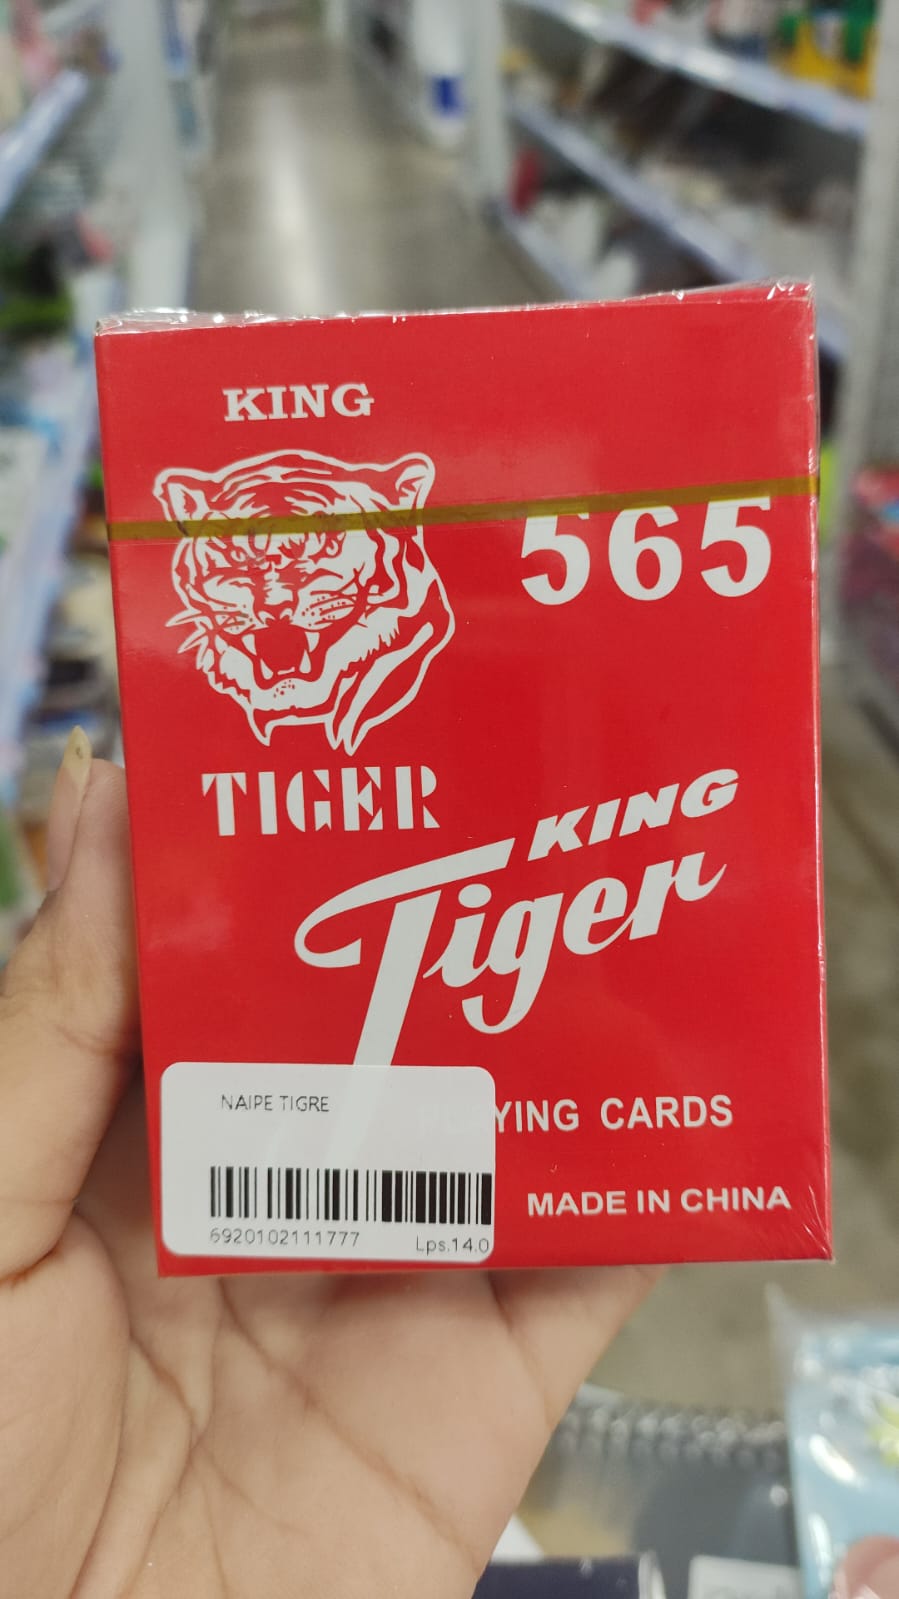 KING
565
TIGER
KING
Tiger
YING CARDS
MADE IN CHINA
NAIPE TIGRE
6920102111777
Lps.14.0